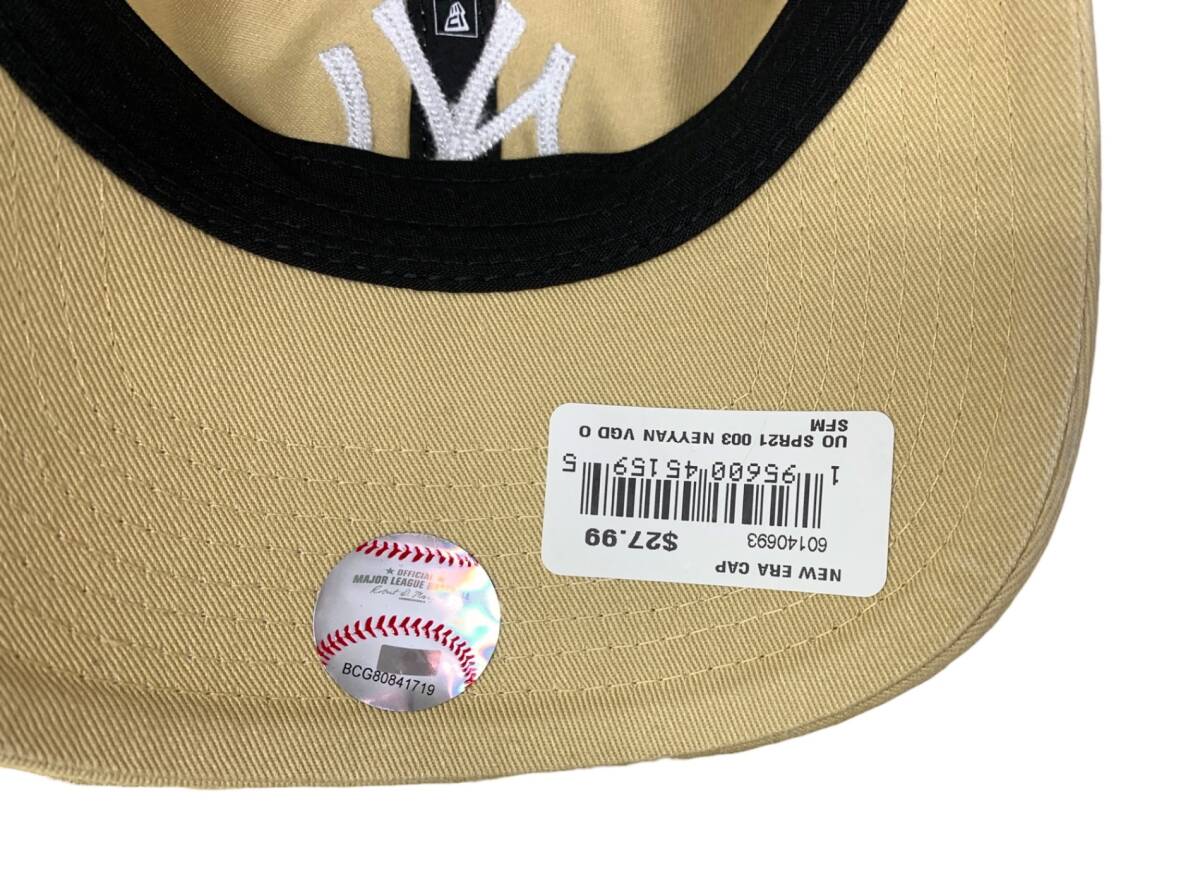 NY
OFFICIAL
MAJOR LEAGUE
BCG80841719
NEW ERA CAP
60140693 $27.99
1 95600 45159 5
UO SPR21 003 NEYYAN VGD O
SFM